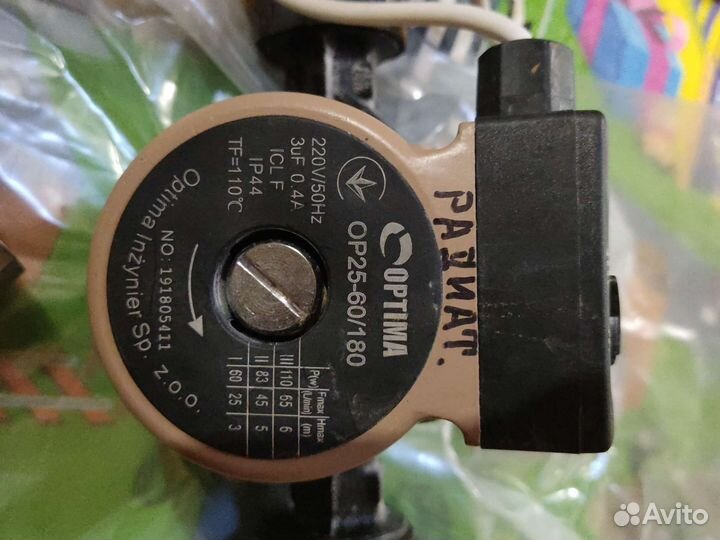 OPTIMA
OP25-60/180
220V/50Hz
3uF 0.4A
ICL F
IP44
TF=110℃
P(w) Fmax (L/min) Hmax (m)
III 110 65 6
II 83 45 5
I 60 25 3
NO: 191805411
Optima Inżynier Sp. z.o.o.
РАДИАТ.
Avito